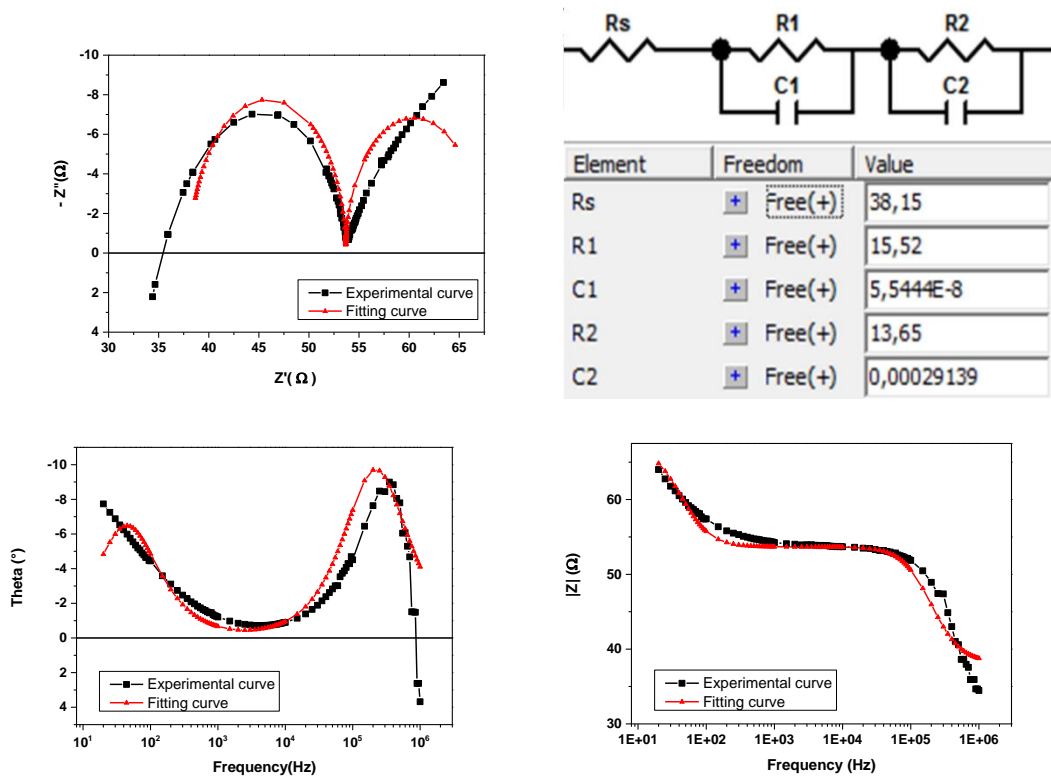 -10
-8
-6
-4
-2
0
2
4
- Z''(Ω)
30 35 40 45 50 55 60 65
Z'( Ω )
Experimental curve
Fitting curve
Rs R1 R2
C1 C2
Element Freedom Value
Rs + Free(+) 38,15
R1 + Free(+) 15,52
C1 + Free(+) 5,5444E-8
R2 + Free(+) 13,65
C2 + Free(+) 0,00029139
-10
-8
-6
-4
-2
0
2
4
Theta (°)
10¹ 10² 10³ 10⁴ 10⁵ 10⁶
Frequency(Hz)
Experimental curve
Fitting curve
60
50
40
30
|Z| (Ω)
1E+01 1E+02 1E+03 1E+04 1E+05 1E+06
Frequency (Hz)
Experimental curve
Fitting curve